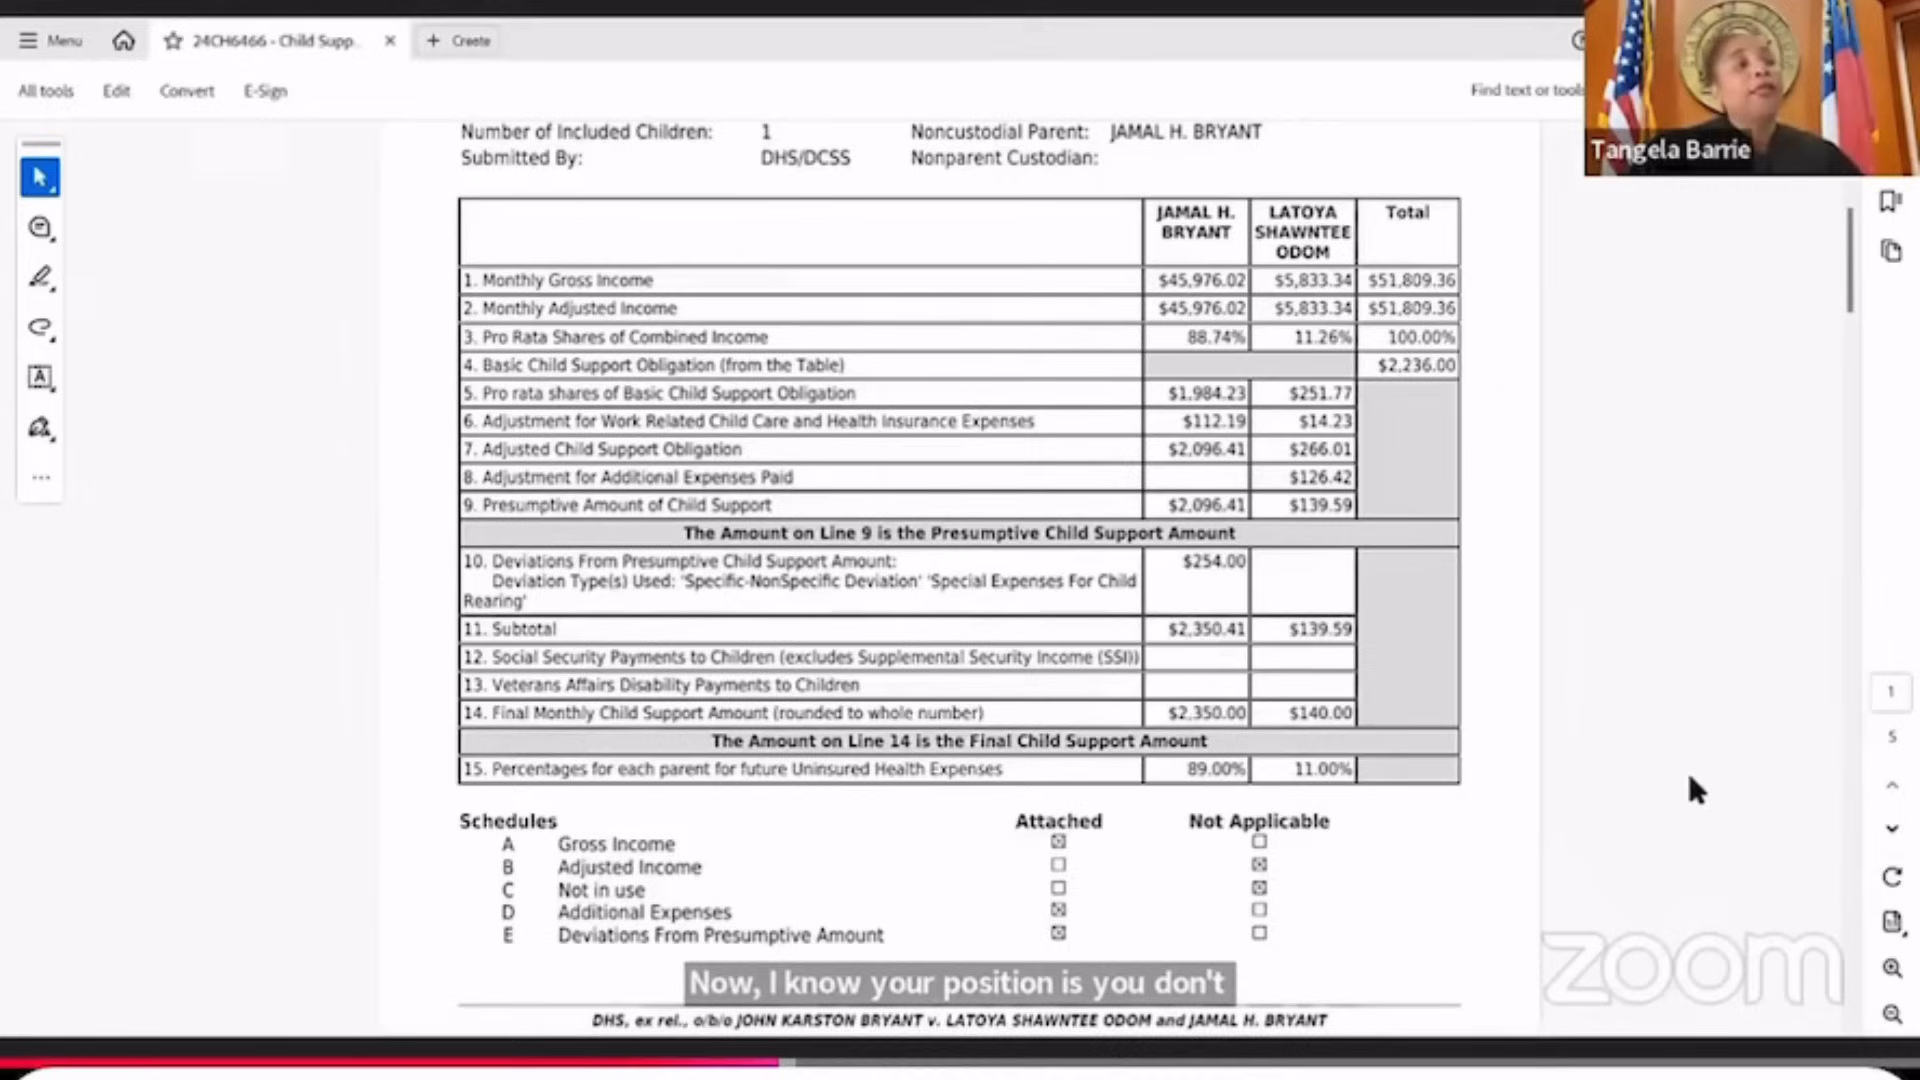 Menu
24CH6466 - Child Supp
Create
All tools Edit Convert E-Sign
Find text or tools
Tangela Barrie
Number of Included Children: 1 Noncustodial Parent: JAMAL H. BRYANT
Submitted By: DHS/DCSS Nonparent Custodian:
JAMAL H. BRYANT LATOYA SHAWNTEE ODOM Total
1. Monthly Gross Income $45,976.02 $5,833.34 $51,809.36
2. Monthly Adjusted Income $45,976.02 $5,833.34 $51,809.36
3. Pro Rata Shares of Combined Income 88.74% 11.26% 100.00%
4. Basic Child Support Obligation (from the Table) $2,236.00
5. Pro rata shares of Basic Child Support Obligation $1,984.23 $251.77
6. Adjustment for Work Related Child Care and Health Insurance Expenses $112.19 $14.23
7. Adjusted Child Support Obligation $2,096.41 $266.01
8. Adjustment for Additional Expenses Paid $126.42
9. Presumptive Amount of Child Support $2,096.41 $139.59
The Amount on Line 9 is the Presumptive Child Support Amount
10. Deviations From Presumptive Child Support Amount: $254.00
Deviation Type(s) Used: 'Specific-NonSpecific Deviation' 'Special Expenses For Child
Rearing'
11. Subtotal $2,350.41 $139.59
12. Social Security Payments to Children (excludes Supplemental Security Income (SSI))
13. Veterans Affairs Disability Payments to Children
14. Final Monthly Child Support Amount (rounded to whole number) $2,350.00 $140.00
The Amount on Line 14 is the Final Child Support Amount
15. Percentages for each parent for future Uninsured Health Expenses 89.00% 11.00%
Schedules Attached Not Applicable
A Gross Income
B Adjusted Income
C Not in use
D Additional Expenses
E Deviations From Presumptive Amount
Now, I know your position is you don't
DHS, ex rel., o/b/o JOHN KARSTON BRYANT v. LATOYA SHAWNTEE ODOM and JAMAL H. BRYANT
1
5
zoom